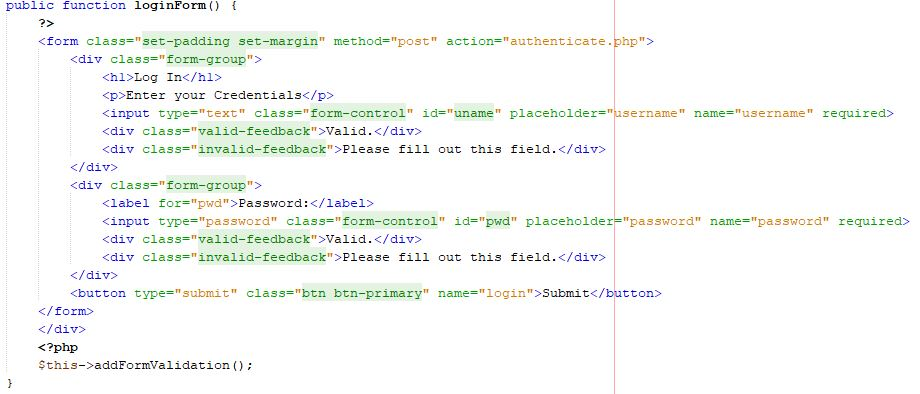 public function loginForm() {
?>
<form class="set-padding set-margin" method="post" action="authenticate.php">
<div class="form-group">
<h1>Log In</h1>
<p>Enter your Credentials</p>
<input type="text" class="form-control" id="uname" placeholder="username" name="username" required>
<div class="valid-feedback">Valid.</div>
<div class="invalid-feedback">Please fill out this field.</div>
</div>
<div class="form-group">
<label for="pwd">Password:</label>
<input type="password" class="form-control" id="pwd" placeholder="password" name="password" required>
<div class="valid-feedback">Valid.</div>
<div class="invalid-feedback">Please fill out this field.</div>
</div>
<button type="submit" class="btn btn-primary" name="login">Submit</button>
</form>
</div>
<?php
$this->addFormValidation();
}